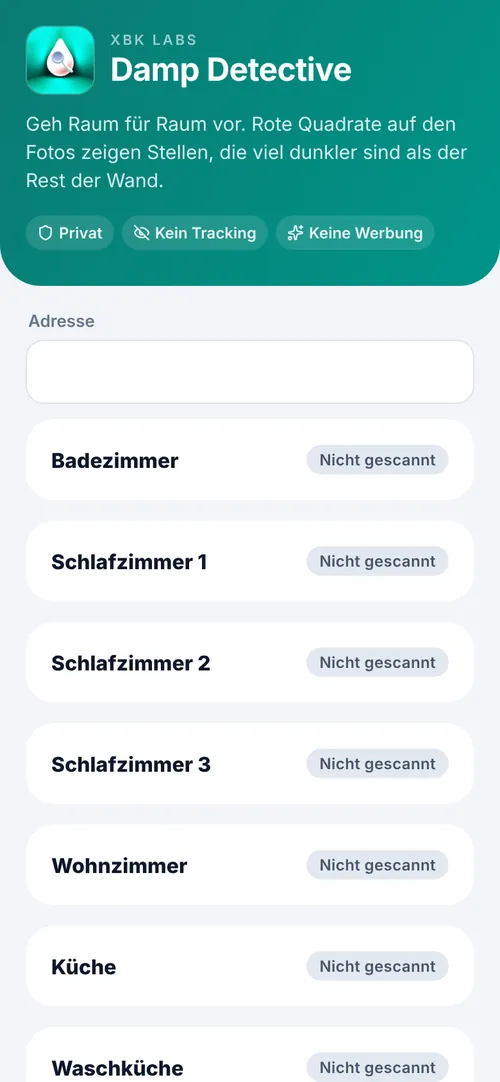 XBK LABS
Damp Detective
Geh Raum für Raum vor. Rote Quadrate auf den
Fotos zeigen Stellen, die viel dunkler sind als der
Rest der Wand.
Privat
Kein Tracking
Keine Werbung
Adresse
Badezimmer
Nicht gescannt
Schlafzimmer 1
Nicht gescannt
Schlafzimmer 2
Nicht gescannt
Schlafzimmer 3
Nicht gescannt
Wohnzimmer
Nicht gescannt
Küche
Nicht gescannt
Waschküche
Nicht gescannt